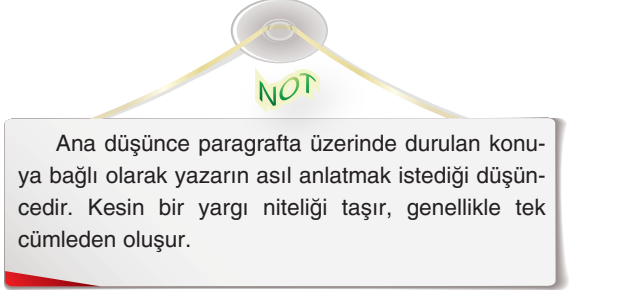 NOT
Ana düşünce paragrafta üzerinde durulan konu-
ya bağlı olarak yazarın asıl anlatmak istediği düşün-
cedir. Kesin bir yargı niteliği taşır, genellikle tek
cümleden oluşur.